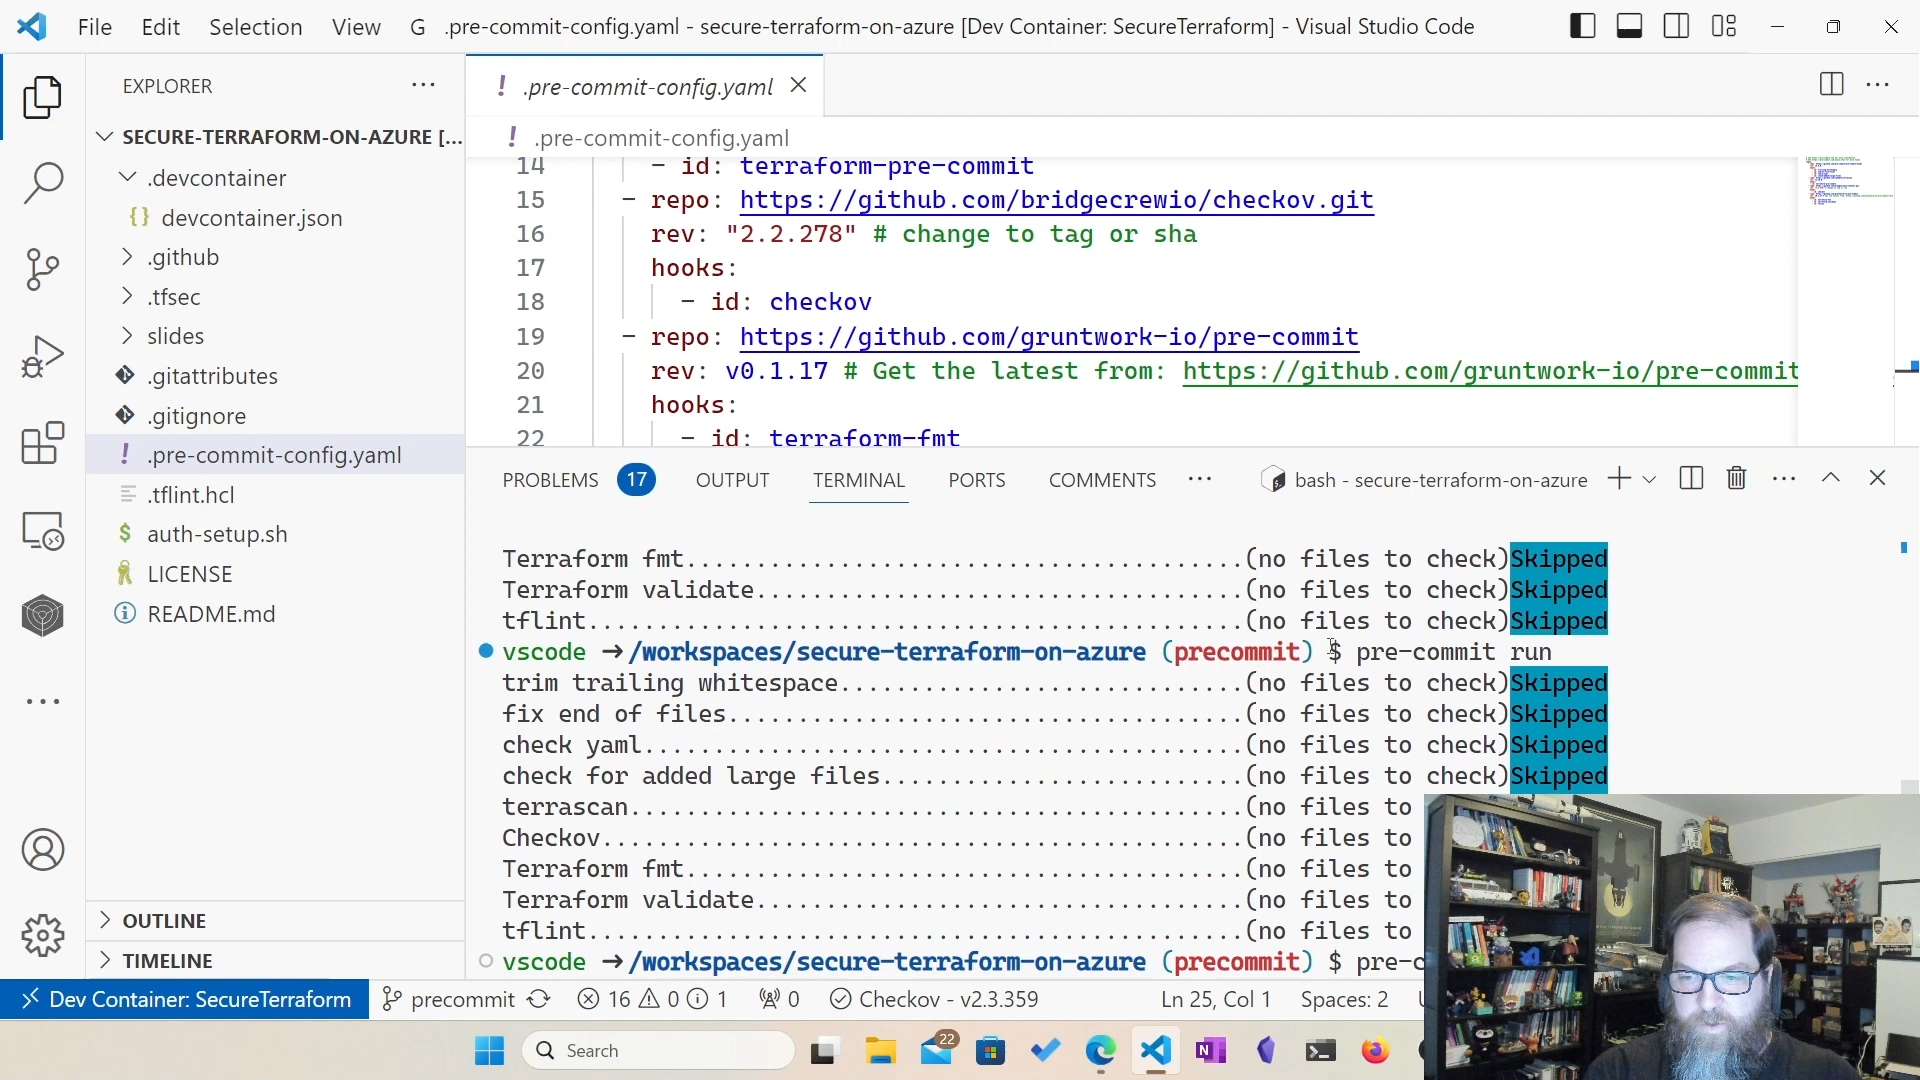 File Edit Selection View G .pre-commit-config.yaml - secure-terraform-on-azure [Dev Container: SecureTerraform] - Visual Studio Code
EXPLORER
SECURE-TERRAFORM-ON-AZURE [...
.devcontainer
{} devcontainer.json
.github
.tfsec
slides
.gitattributes
.gitignore
! .pre-commit-config.yaml
.tflint.hcl
$ auth-setup.sh
LICENSE
README.md
OUTLINE
TIMELINE
! .pre-commit-config.yaml
! .pre-commit-config.yaml
14 - id: terraform-pre-commit
15 - repo: https://github.com/bridgecrewio/checkov.git
16 rev: "2.2.278" # change to tag or sha
17 hooks:
18 - id: checkov
19 - repo: https://github.com/gruntwork-io/pre-commit
20 rev: v0.1.17 # Get the latest from: https://github.com/gruntwork-io/pre-commit
21 hooks:
22 - id: terraform-fmt
PROBLEMS 17 OUTPUT TERMINAL PORTS COMMENTS ... bash - secure-terraform-on-azure
Terraform fmt........................................(no files to check)Skipped
Terraform validate...................................(no files to check)Skipped
tflint...............................................(no files to check)Skipped
vscode →/workspaces/secure-terraform-on-azure (precommit) $ pre-commit run
trim trailing whitespace.............................(no files to check)Skipped
fix end of files.....................................(no files to check)Skipped
check yaml...........................................(no files to check)Skipped
check for added large files..........................(no files to check)Skipped
terrascan............................................(no files to
Checkov..............................................(no files to
Terraform fmt........................................(no files to
Terraform validate...................................(no files to
tflint...............................................(no files to
vscode →/workspaces/secure-terraform-on-azure (precommit) $ pre-c
Dev Container: SecureTerraform precommit 16 0 1 0 Checkov - v2.3.359 Ln 25, Col 1 Spaces: 2
Search 22